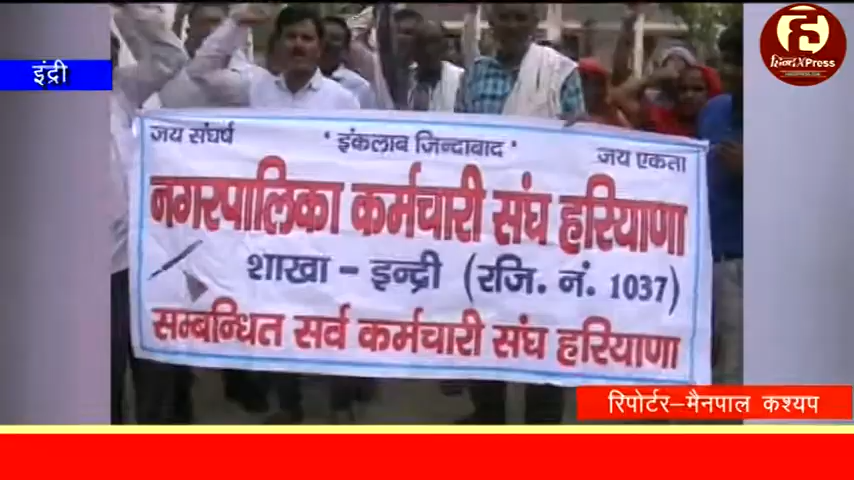 इंद्री
हिन्द XPress
जय संघर्ष ' इंकलाब जिन्दाबाद ' जय एकता
नगरपालिका कर्मचारी संघ हरियाणा
शाखा - इन्द्री (रजि. नं. 1037)
सम्बन्धित सर्व कर्मचारी संघ हरियाणा
रिपोर्टर-मैनपाल कश्यप